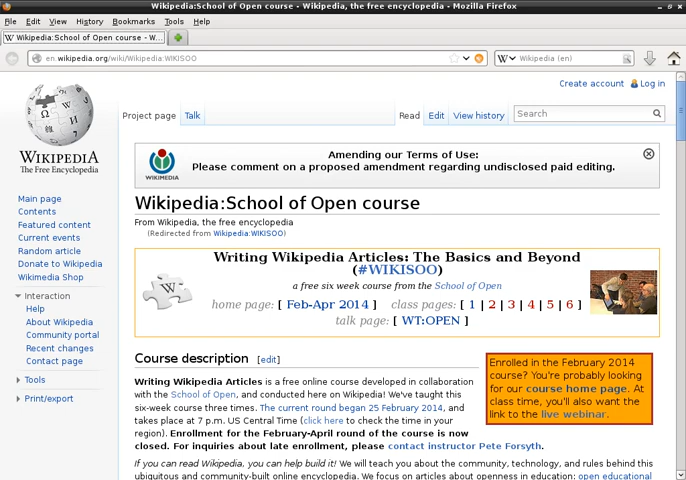 Wikipedia:School of Open course - Wikipedia, the free encyclopedia - Mozilla Firefox
File Edit View History Bookmarks Tools Help
Wikipedia:School of Open course - W...
en.wikipedia.org/wiki/Wikipedia:WIKISOO
Wikipedia (en)
Create account Log in
Project page Talk Read Edit View history Search
WIKIPEDIA
The Free Encyclopedia
Main page
Contents
Featured content
Current events
Random article
Donate to Wikipedia
Wikimedia Shop
Interaction
Help
About Wikipedia
Community portal
Recent changes
Contact page
Tools
Print/export
WIKIMEDIA
Amending our Terms of Use:
Please comment on a proposed amendment regarding undisclosed paid editing.
Wikipedia:School of Open course
From Wikipedia, the free encyclopedia
(Redirected from Wikipedia:WIKISOO)
Writing Wikipedia Articles: The Basics and Beyond
(#WIKISOO)
a free six week course from the School of Open
home page: [ Feb-Apr 2014 ] class pages: [ 1 | 2 | 3 | 4 | 5 | 6 ]
talk page: [ WT:OPEN ]
Course description [edit]
Writing Wikipedia Articles is a free online course developed in collaboration
with the School of Open, and conducted here on Wikipedia! We've taught this
six-week course three times. The current round began 25 February 2014, and
takes place at 7 p.m. US Central Time (click here to check the time in your
region). Enrollment for the February-April round of the course is now
closed. For inquiries about late enrollment, please contact instructor Pete Forsyth.
If you can read Wikipedia, you can help build it! We will teach you about the community, technology, and rules behind this
ubiquitous and community-built online encyclopedia. We focus on articles about openness in education: open educational
Enrolled in the February 2014
course? You're probably looking
for our course home page. At
class time, you'll also want the
link to the live webinar.